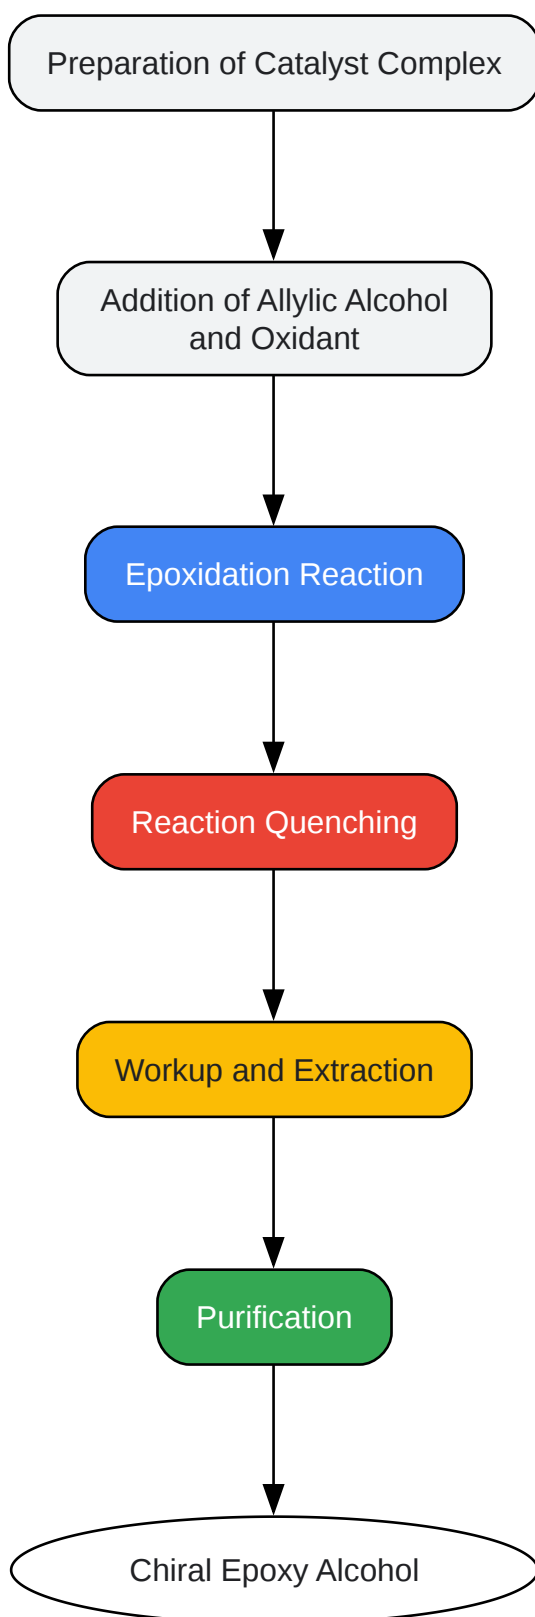 Preparation of Catalyst Complex
Addition of Allylic Alcohol
and Oxidant
Epoxidation Reaction
Reaction Quenching
Workup and Extraction
Purification
Chiral Epoxy Alcohol